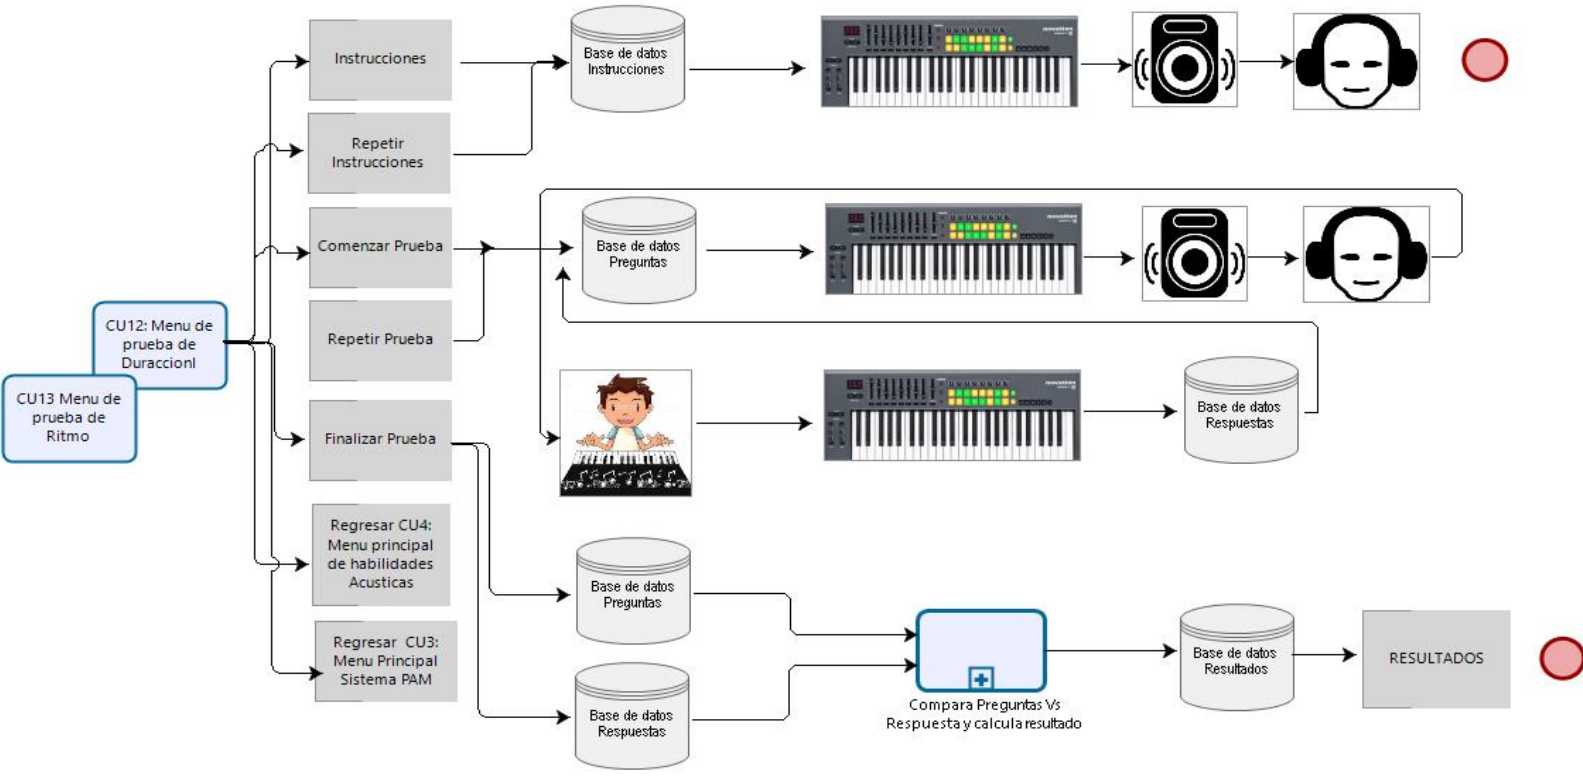 Instrucciones
Base de datos
Instrucciones
Repetir
Instrucciones
Comenzar Prueba
Base de datos
Preguntas
CU12: Menu de
prueba de
Duraccionl
Repetir Prueba
CU13 Menu de
prueba de
Ritmo
Finalizar Prueba
Base de datos
Respuestas
Regresar CU4:
Menu principal
de habilidades
Acusticas
Base de datos
Preguntas
Regresar CU3:
Menu Principal
Sistema PAM
Base de datos
Respuestas
Compara Preguntas Vs
Respuesta y calcula resultado
Base de datos
Resultados
RESULTADOS